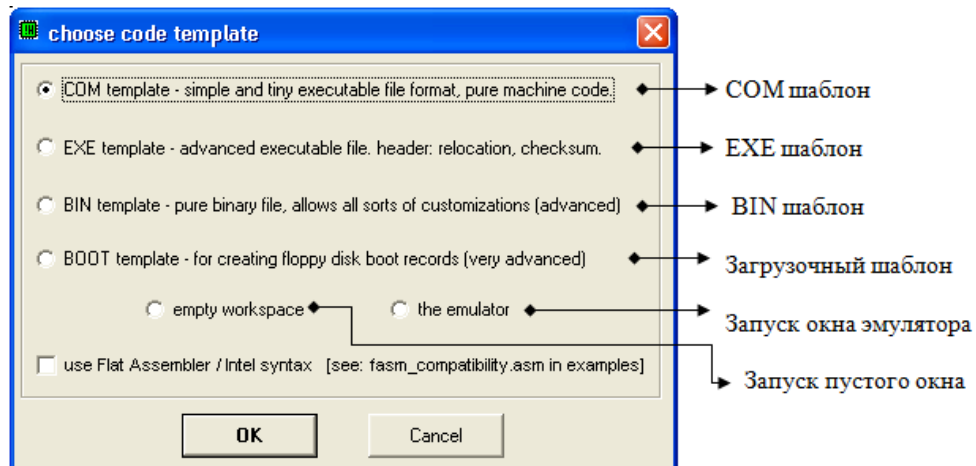 choose code template
COM template - simple and tiny executable file format, pure machine code.
COM шаблон
EXE template - advanced executable file. header: relocation, checksum.
EXE шаблон
BIN template - pure binary file, allows all sorts of customizations (advanced)
BIN шаблон
BOOT template - for creating floppy disk boot records (very advanced)
Загрузочный шаблон
empty workspace
the emulator
Запуск окна эмулятора
use Flat Assembler / Intel syntax [see: fasm_compatibility.asm in examples]
Запуск пустого окна
OK
Cancel